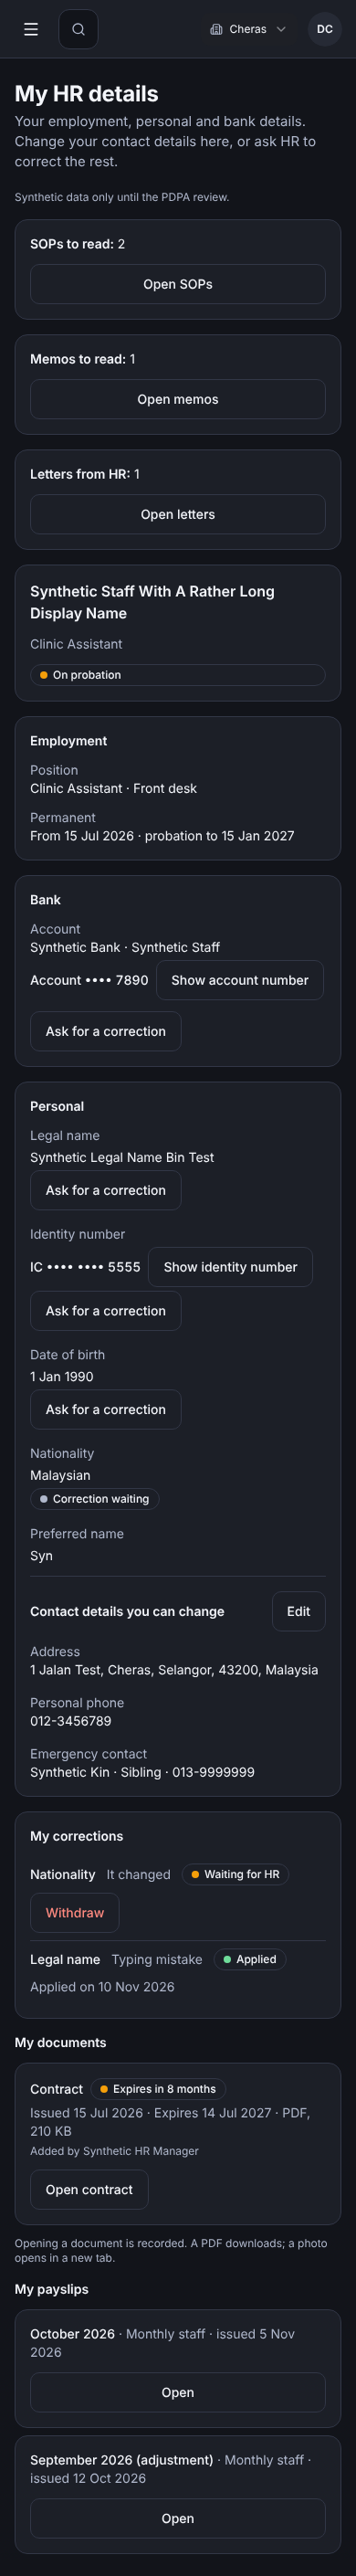 Cheras
DC
My HR details
Your employment, personal and bank details.
Change your contact details here, or ask HR to
correct the rest.
Synthetic data only until the PDPA review.
SOPs to read: 2
Open SOPs
Memos to read: 1
Open memos
Letters from HR: 1
Open letters
Synthetic Staff With A Rather Long
Display Name
Clinic Assistant
On probation
Employment
Position
Clinic Assistant · Front desk
Permanent
From 15 Jul 2026 · probation to 15 Jan 2027
Bank
Account
Synthetic Bank · Synthetic Staff
Account •••• 7890
Show account number
Ask for a correction
Personal
Legal name
Synthetic Legal Name Bin Test
Ask for a correction
Identity number
IC •••• •••• 5555
Show identity number
Ask for a correction
Date of birth
1 Jan 1990
Ask for a correction
Nationality
Malaysian
Correction waiting
Preferred name
Syn
Contact details you can change
Edit
Address
1 Jalan Test, Cheras, Selangor, 43200, Malaysia
Personal phone
012-3456789
Emergency contact
Synthetic Kin · Sibling · 013-9999999
My corrections
Nationality It changed Waiting for HR
Withdraw
Legal name Typing mistake Applied
Applied on 10 Nov 2026
My documents
Contract Expires in 8 months
Issued 15 Jul 2026 · Expires 14 Jul 2027 · PDF,
210 KB
Added by Synthetic HR Manager
Open contract
Opening a document is recorded. A PDF downloads; a photo
opens in a new tab.
My payslips
October 2026 · Monthly staff · issued 5 Nov
2026
Open
September 2026 (adjustment) · Monthly staff ·
issued 12 Oct 2026
Open